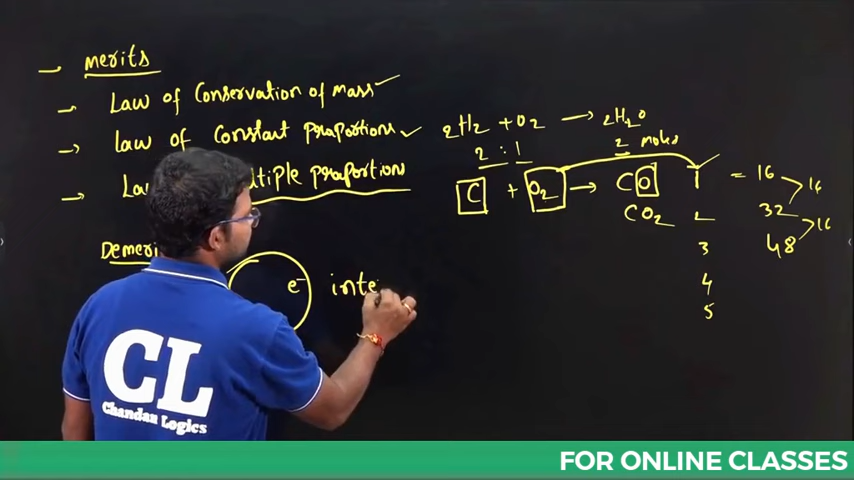 - merits
- Law of Conservation of mass ✓
- law of Constant proportions ✓
- La tiple proportion
Demeri
e⁻ inte
2H₂ + O₂ → 2H₂O
2 : 1 2 moles
C + O₂ → CO 1 = 16 16
CO₂ 2 32
3 48 16
4
5
CL
Chandan Logics
FOR ONLINE CLASSES